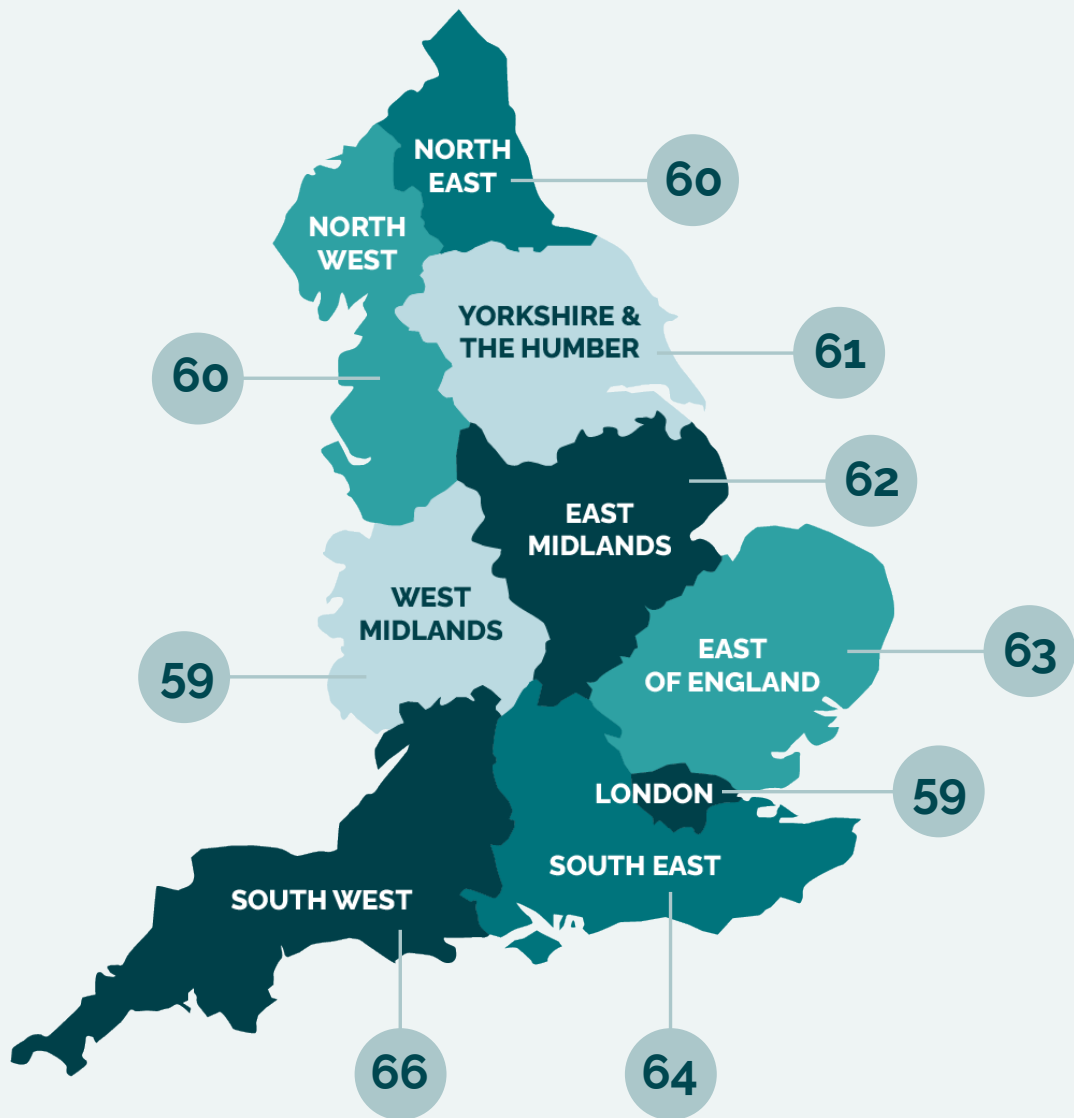 NORTH
EAST
60
NORTH
WEST
YORKSHIRE &
THE HUMBER
61
60
62
EAST
MIDLANDS
WEST
MIDLANDS
EAST
OF ENGLAND
63
59
LONDON
59
SOUTH EAST
SOUTH WEST
66
64